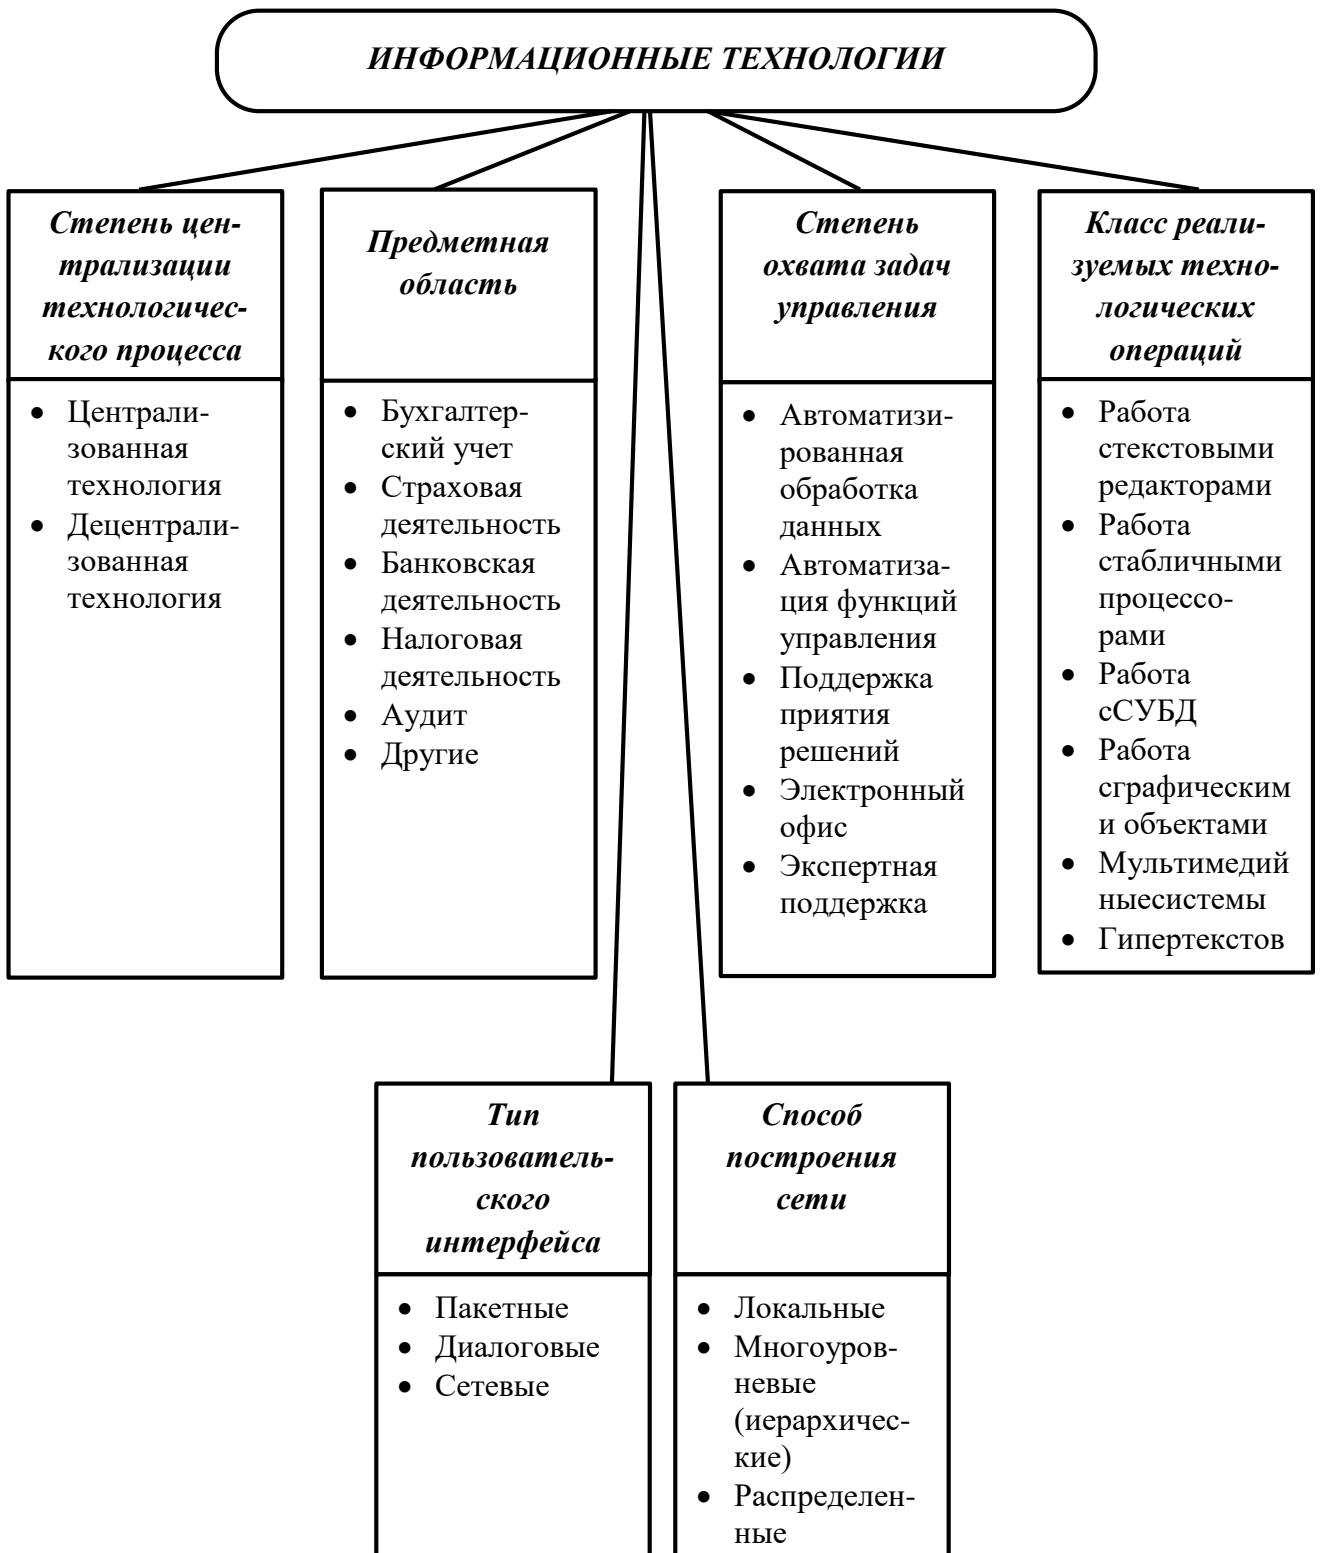 ИНФОРМАЦИОННЫЕ ТЕХНОЛОГИИ
Степень цен-
трализации
технологичес-
кого процесса
Централи-
зованная
технология
Децентрали-
зованная
технология
Предметная
область
Бухгалтер-
ский учет
Страховая
деятельность
Банковская
деятельность
Налоговая
деятельность
Аудит
Другие
Степень
охвата задач
управления
Автоматизи-
рованная
обработка
данных
Автоматиза-
ция функций
управления
Поддержка
приятия
решений
Электронный
офис
Экспертная
поддержка
Класс реали-
зуемых техно-
логических
операций
Работа
стекстовыми
редакторами
Работа
стабличными
процессо-
рами
Работа
сСУБД
Работа
сграфическим
и объектами
Мультимедий
ныесистемы
Гипертекстов
Тип
пользователь-
ского
интерфейса
Пакетные
Диалоговые
Сетевые
Способ
построения
сети
Локальные
Многоуров-
невые
(иерархичес-
кие)
Распределен-
ные